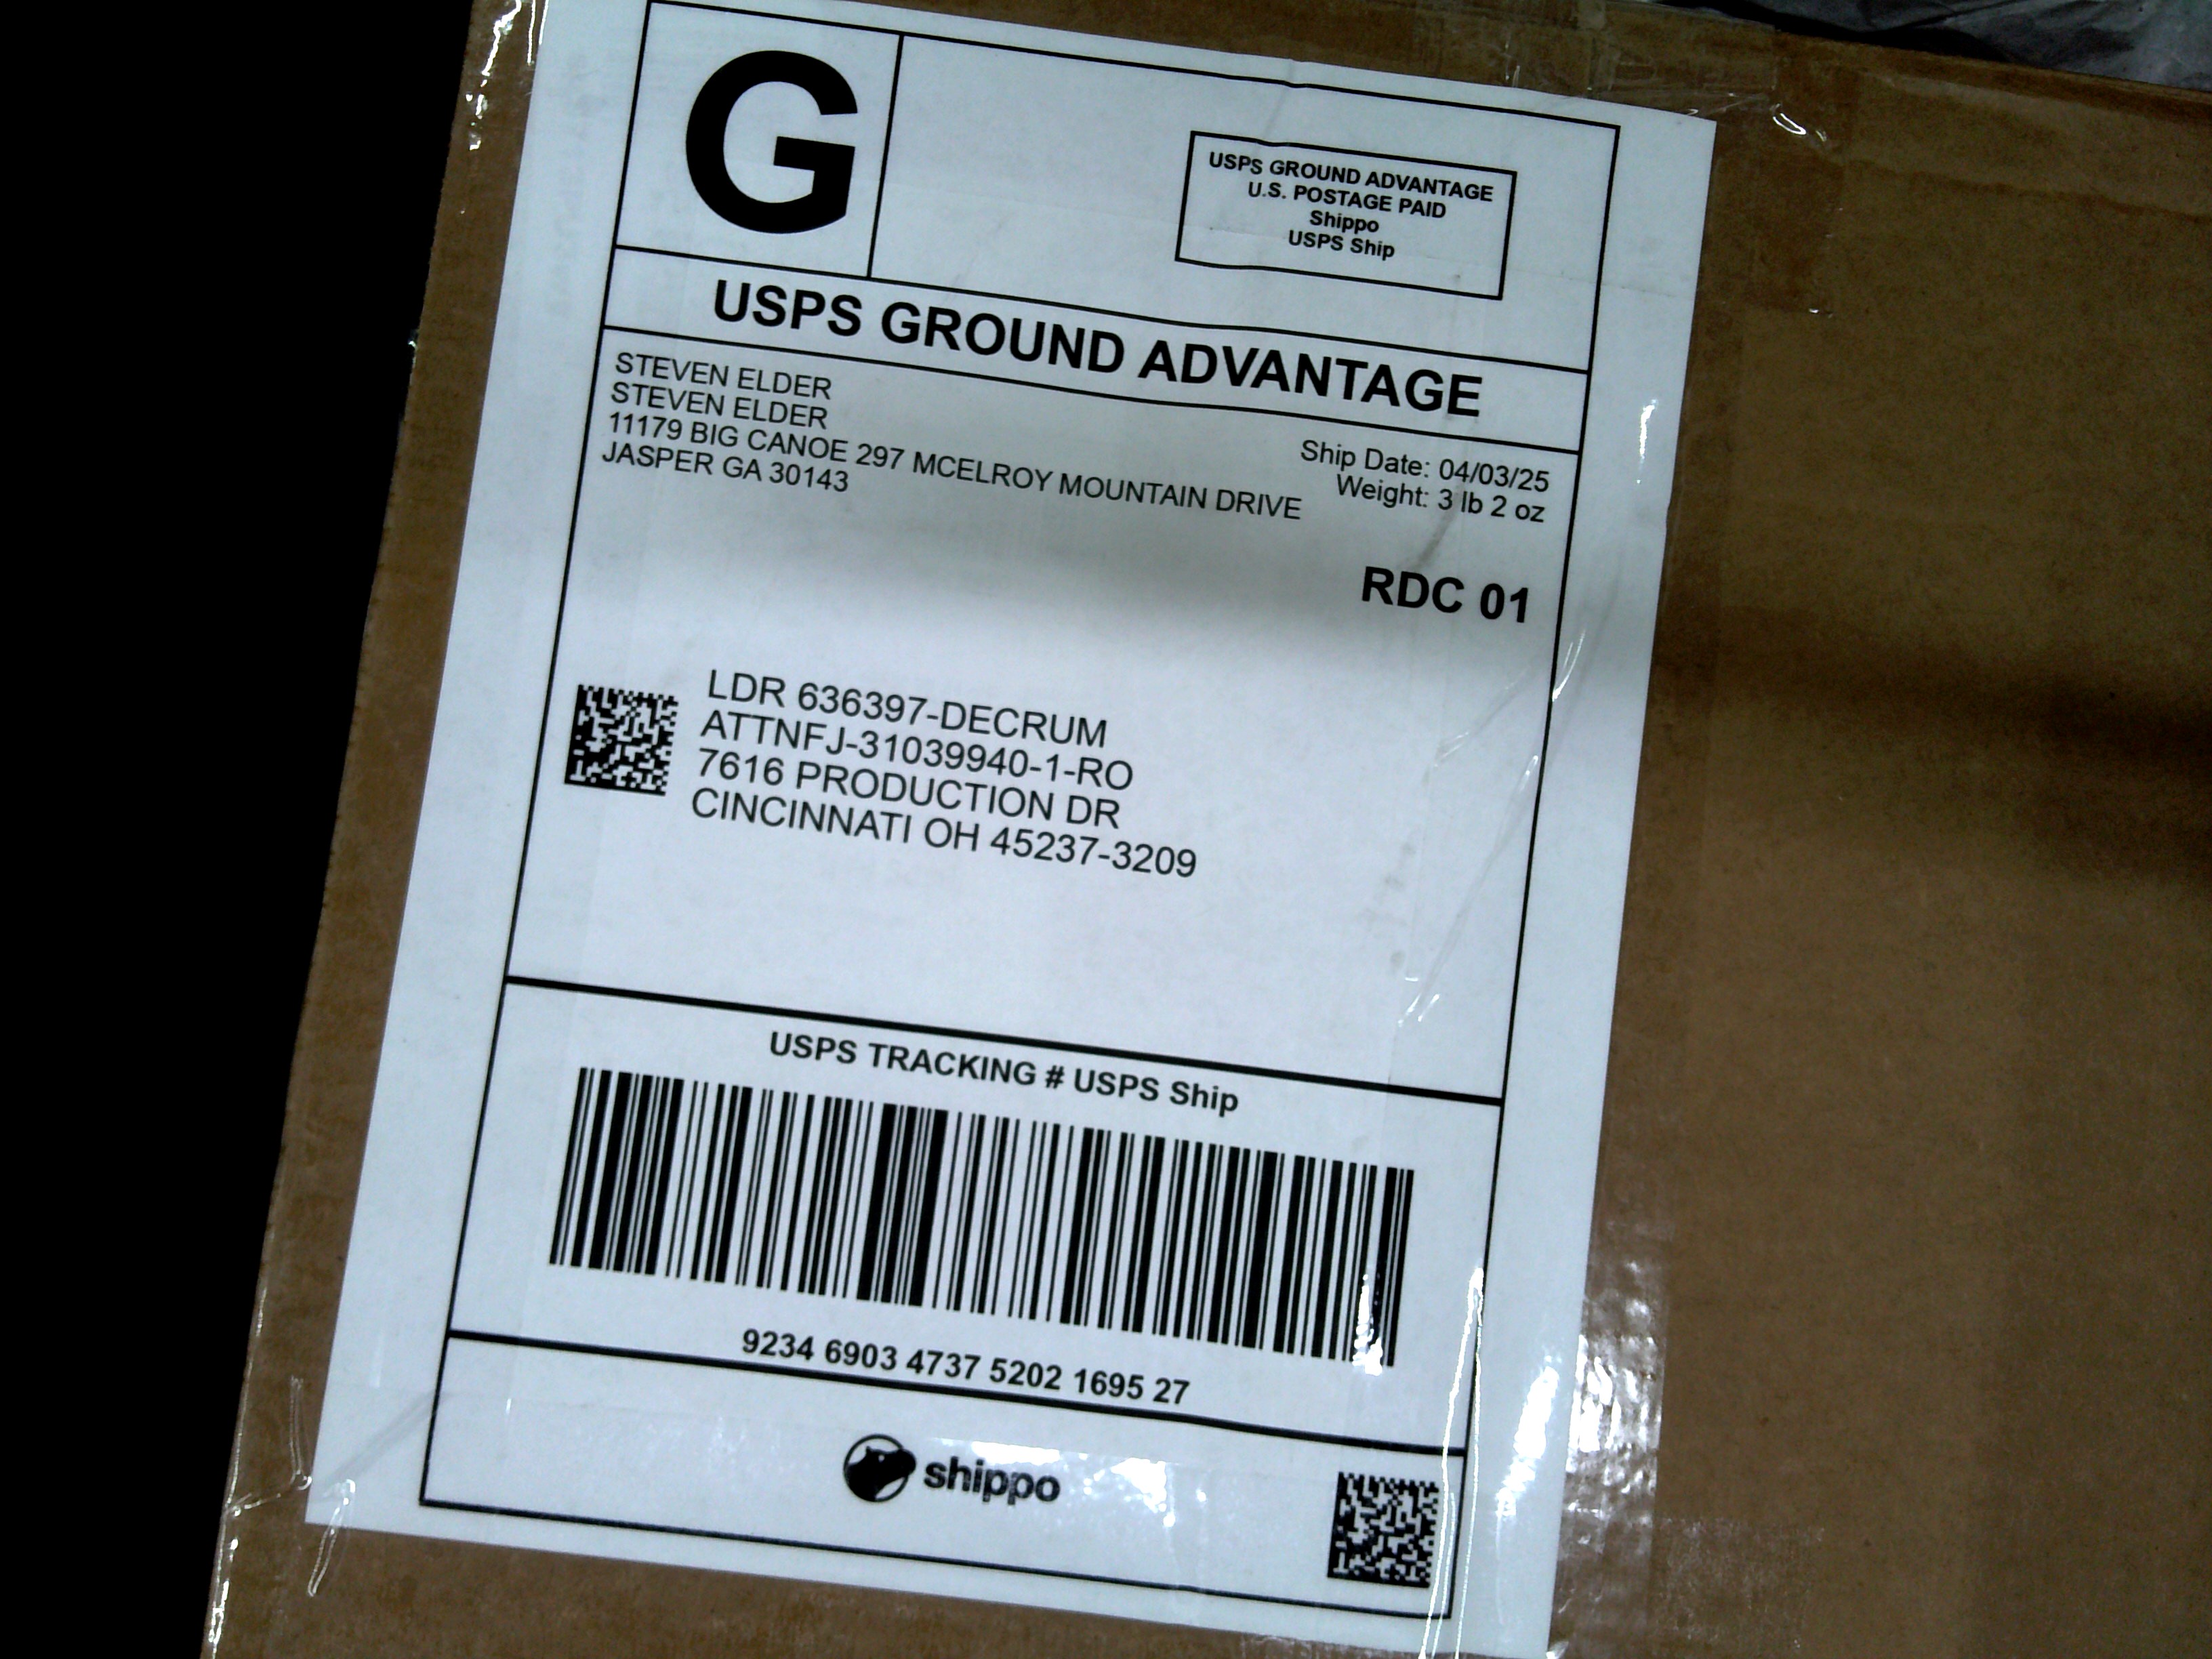 G
USPS GROUND ADVANTAGE
U.S. POSTAGE PAID
Shippo
USPS Ship
USPS GROUND ADVANTAGE
STEVEN ELDER
STEVEN ELDER
11179 BIG CANOE 297 MCELROY MOUNTAIN DRIVE
JASPER GA 30143
Ship Date: 04/03/25
Weight: 3 lb 2 oz
RDC 01
LDR 636397-DECRUM
ATTNFJ-31039940-1-RO
7616 PRODUCTION DR
CINCINNATI OH 45237-3209
USPS TRACKING # USPS Ship
9234 6903 4737 5202 1695 27
shippo